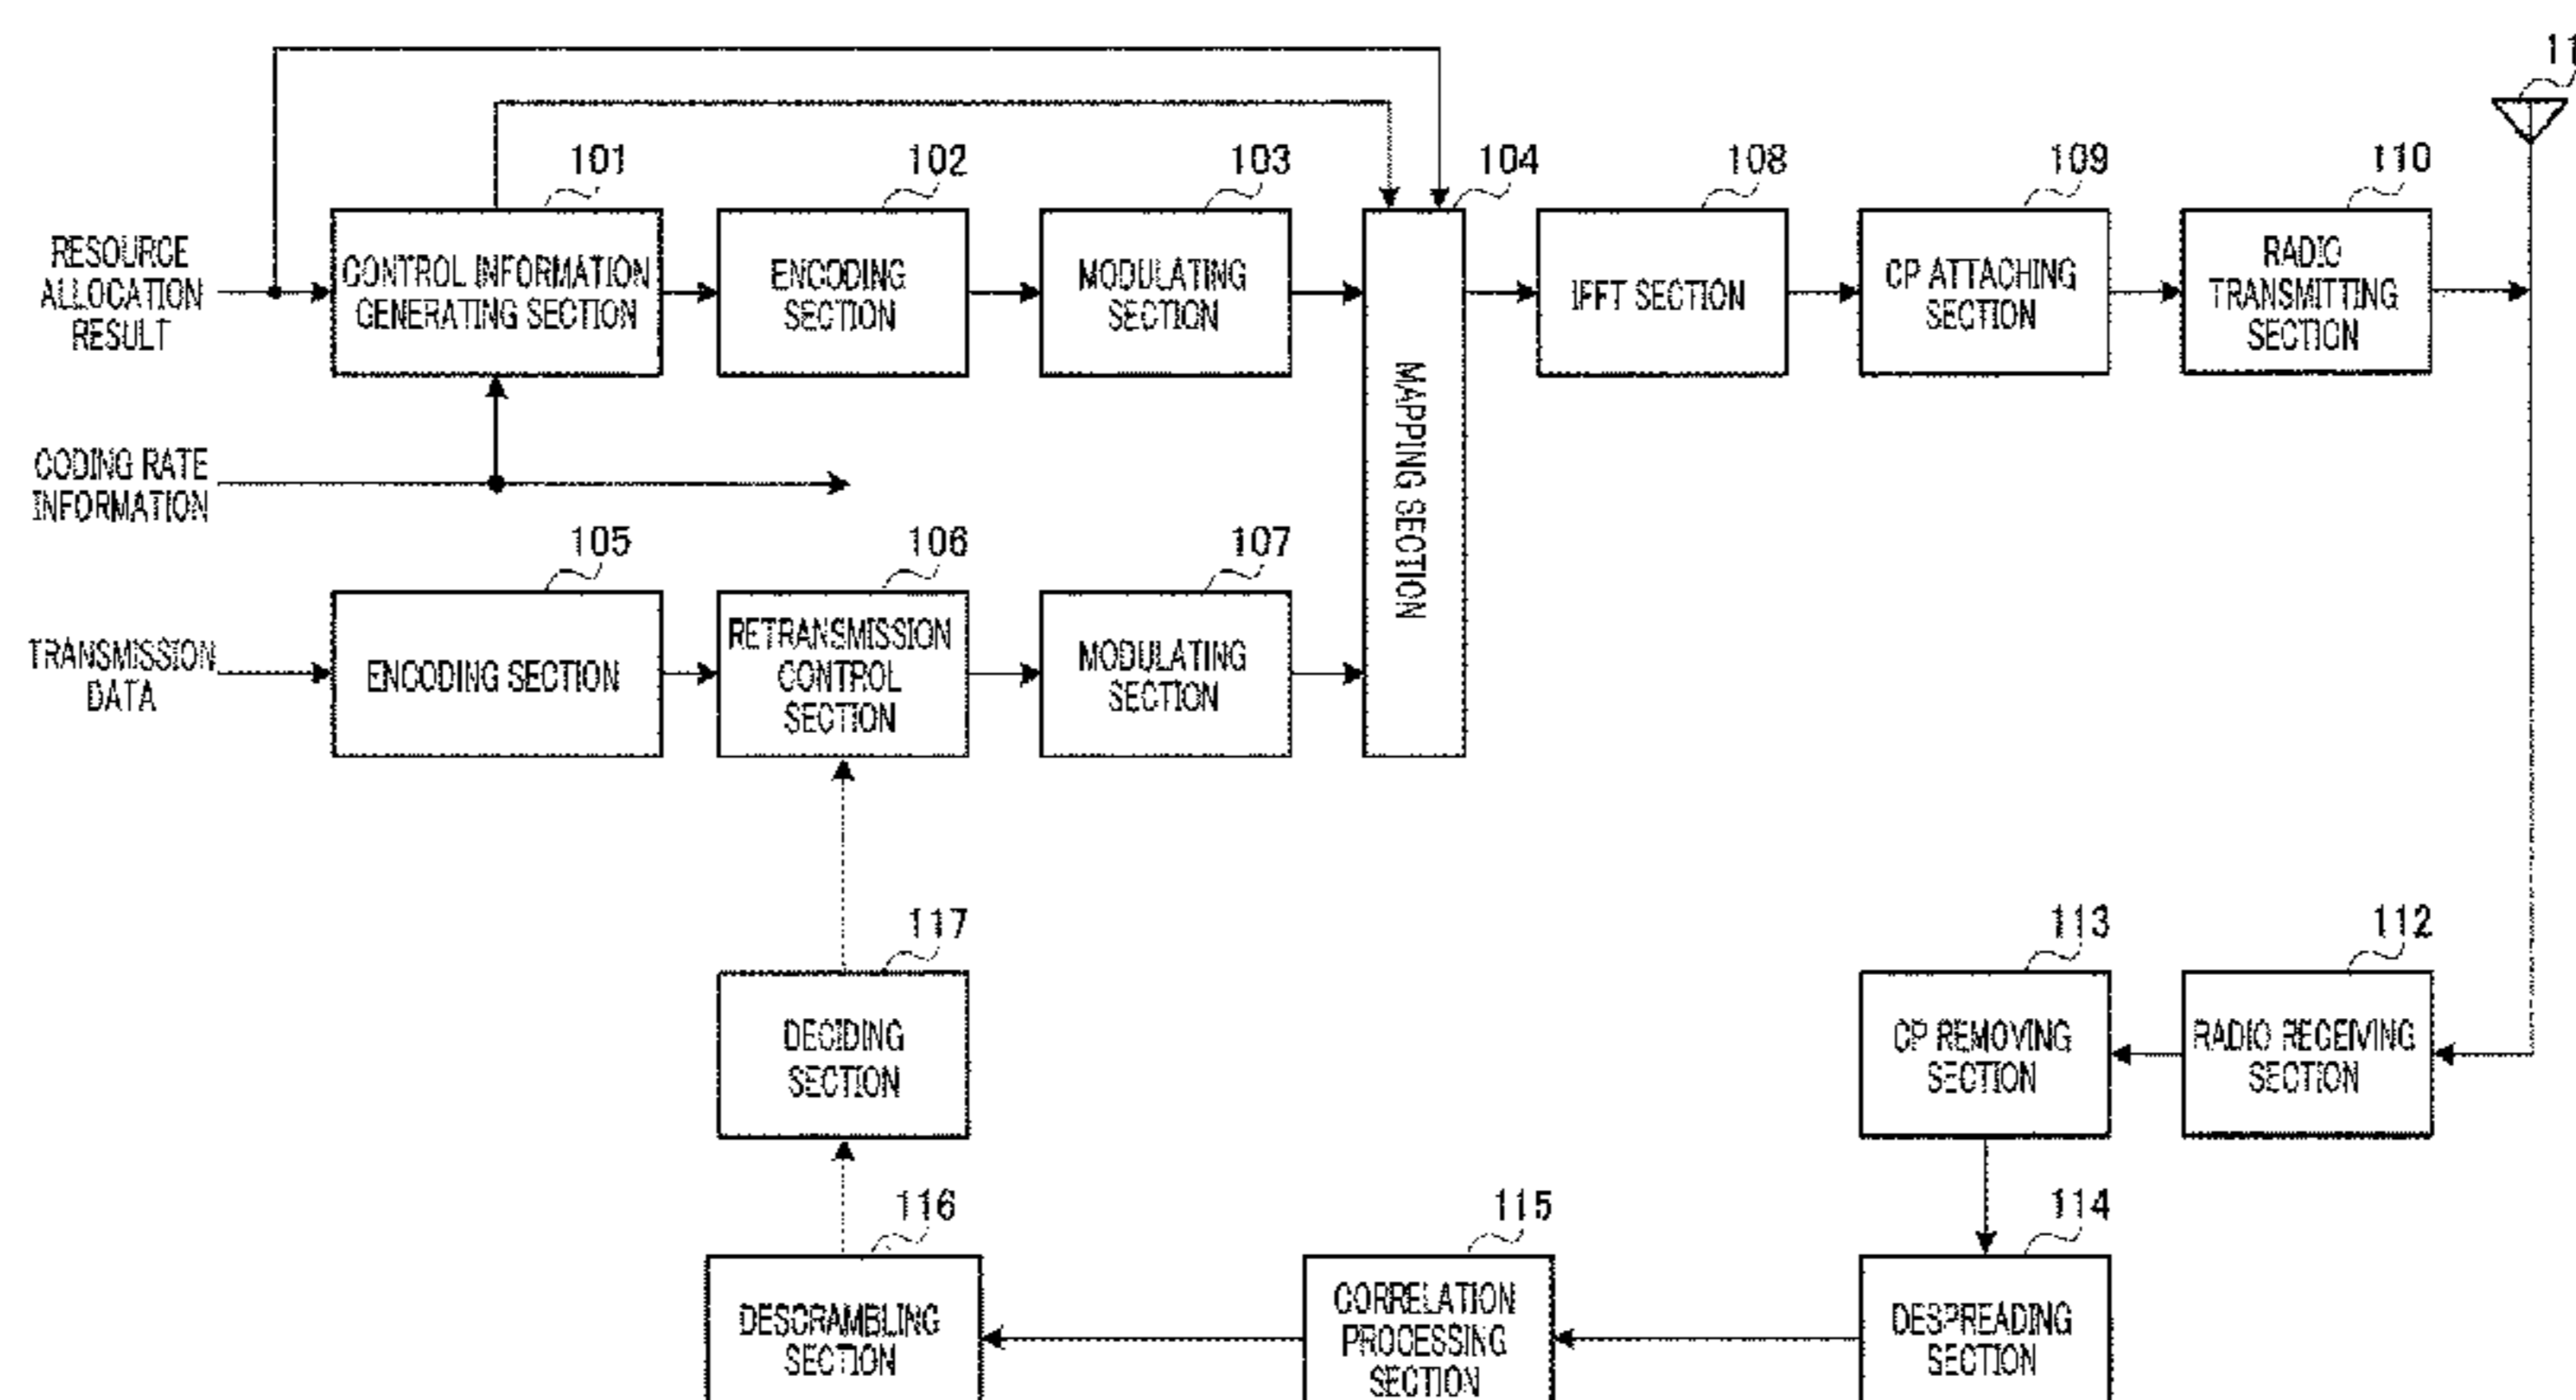 11
101
102
103
104
108
109
110
RESOURCE
ALLOCATION
RESULT
CONTROL INFORMATION
GENERATING SECTION
ENCODING
SECTION
MODULATING
SECTION
MAPPING SECTION
IFFT SECTION
CP ATTACHING
SECTION
RADIO
TRANSMITTING
SECTION
CODING RATE
INFORMATION
105
106
107
TRANSMISSION
DATA
ENCODING SECTION
RETRANSMISSION
CONTROL
SECTION
MODULATING
SECTION
117
113
112
DECIDING
SECTION
CP REMOVING
SECTION
RADIO RECEIVING
SECTION
116
115
114
DESCRAMBLING
SECTION
CORRELATION
PROCESSING
SECTION
DESPREADING
SECTION